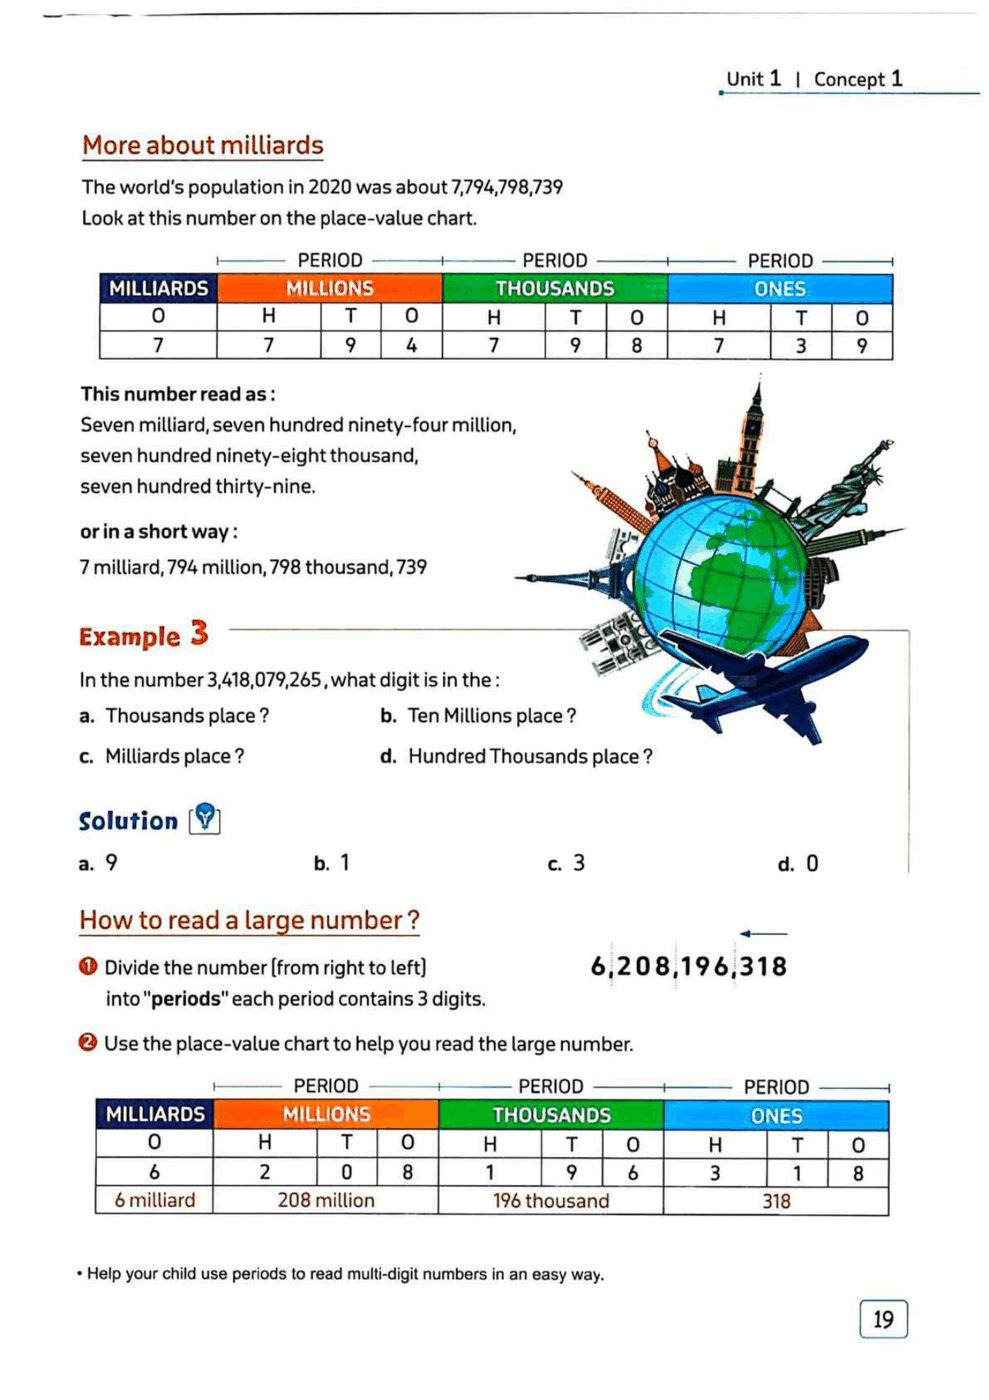 Unit 1 | Concept 1
More about milliards
The world's population in 2020 was about 7,794,798,739
Look at this number on the place-value chart.
PERIOD PERIOD PERIOD
MILLIARDS MILLIONS THOUSANDS ONES
O H T O H T O H T O
7 7 9 4 7 9 8 7 3 9
This number read as :
Seven milliard, seven hundred ninety-four million,
seven hundred ninety-eight thousand,
seven hundred thirty-nine.
or in a short way :
7 milliard, 794 million, 798 thousand, 739
Example 3
In the number 3,418,079,265, what digit is in the :
a. Thousands place ? b. Ten Millions place ?
c. Milliards place ? d. Hundred Thousands place ?
Solution
a. 9 b. 1 c. 3 d. 0
How to read a large number ?
1 Divide the number (from right to left) 6,208,196,318
into "periods" each period contains 3 digits.
2 Use the place-value chart to help you read the large number.
PERIOD PERIOD PERIOD
MILLIARDS MILLIONS THOUSANDS ONES
O H T O H T O H T O
6 2 0 8 1 9 6 3 1 8
6 milliard 208 million 196 thousand 318
• Help your child use periods to read multi-digit numbers in an easy way.
19